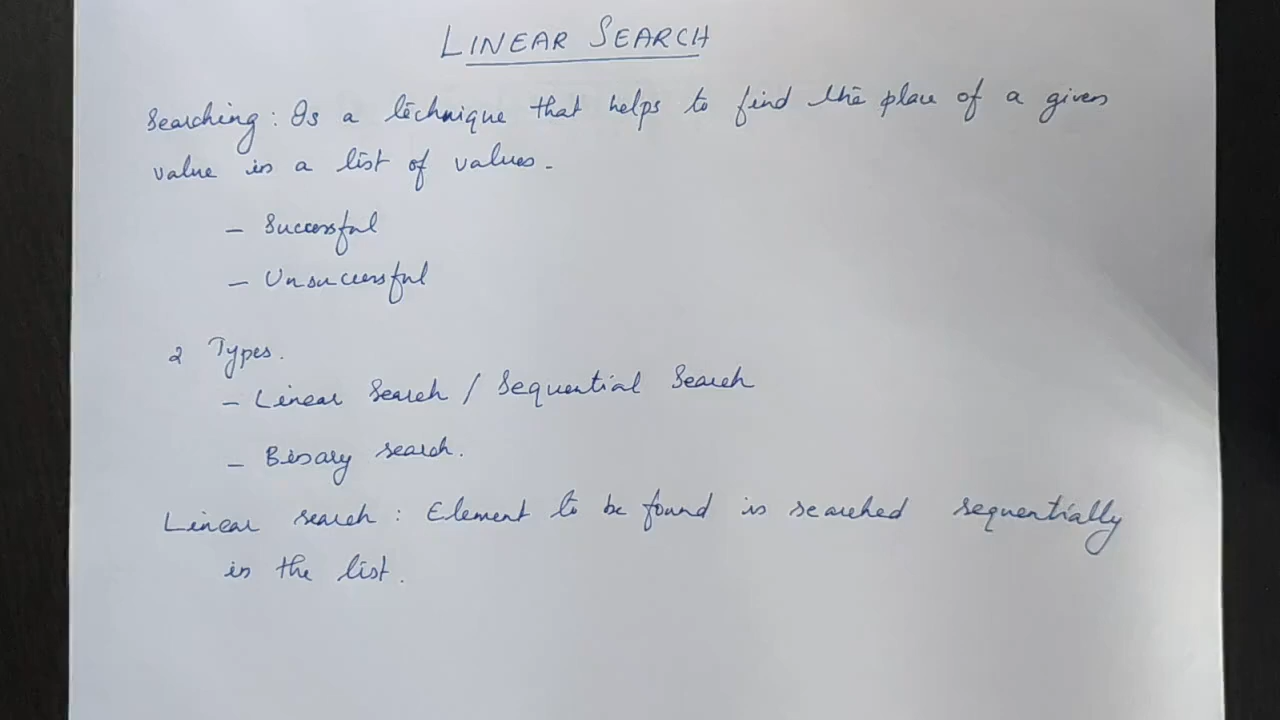 LINEAR SEARCH
Searching: Is a technique that helps to find the place of a given
value in a list of values.
- Successful
- Unsuccessful
2 Types.
- Linear Search / Sequential Search
- Binary search.
Linear search : Element to be found is searched sequentially
in the list.